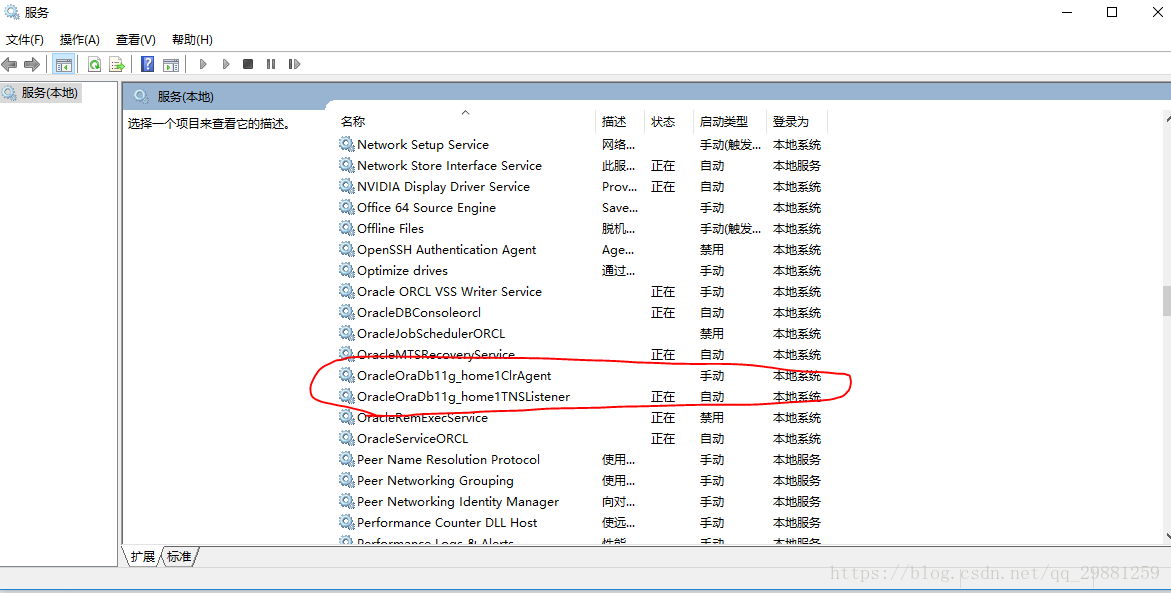 服务
文件(F) 操作(A) 查看(V) 帮助(H)
服务(本地)
服务(本地)
选择一个项目来查看它的描述。
名称 描述 状态 启动类型 登录为
Network Setup Service 网络... 手动(触发... 本地系统
Network Store Interface Service 此服... 正在 自动 本地服务
NVIDIA Display Driver Service Prov... 正在 自动 本地系统
Office 64 Source Engine Save... 手动 本地系统
Offline Files 脱机... 手动(触发... 本地系统
OpenSSH Authentication Agent Age... 禁用 本地系统
Optimize drives 通过... 手动 本地系统
Oracle ORCL VSS Writer Service 正在 手动 本地系统
OracleDBConsoleorcl 正在 自动 本地系统
OracleJobSchedulerORCL 禁用 本地系统
OracleMTSRecoveryService 正在 自动 本地系统
OracleOraDb11g_home1ClrAgent 手动 本地系统
OracleOraDb11g_home1TNSListener 正在 自动 本地系统
OracleRemExecService 正在 禁用 本地系统
OracleServiceORCL 正在 自动 本地系统
Peer Name Resolution Protocol 使用... 手动 本地服务
Peer Networking Grouping 使用... 手动 本地服务
Peer Networking Identity Manager 向对... 手动 本地服务
Performance Counter DLL Host 使远... 手动 本地服务
Performance Logs & Alerts 性能... 手动 本地服务
扩展 标准
https://blog.csdn.net/qq_29881259